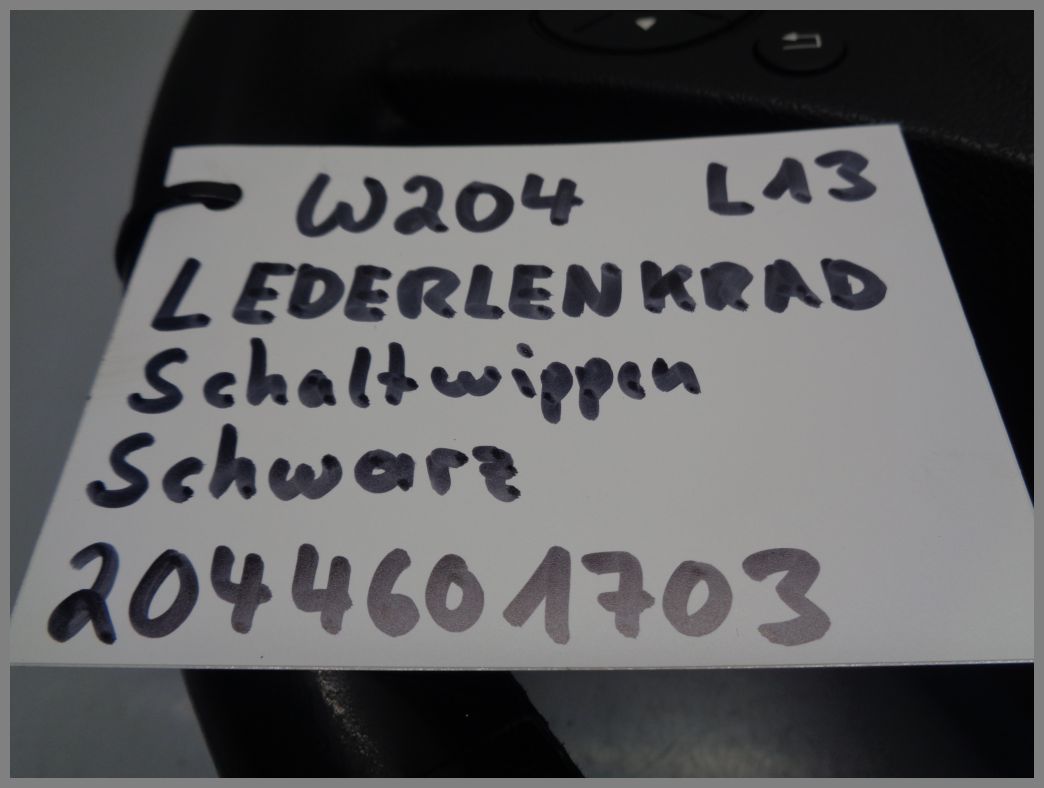 W204 L13
LEDERLENKRAD
Schaltwippen
Schwarz
2044601703